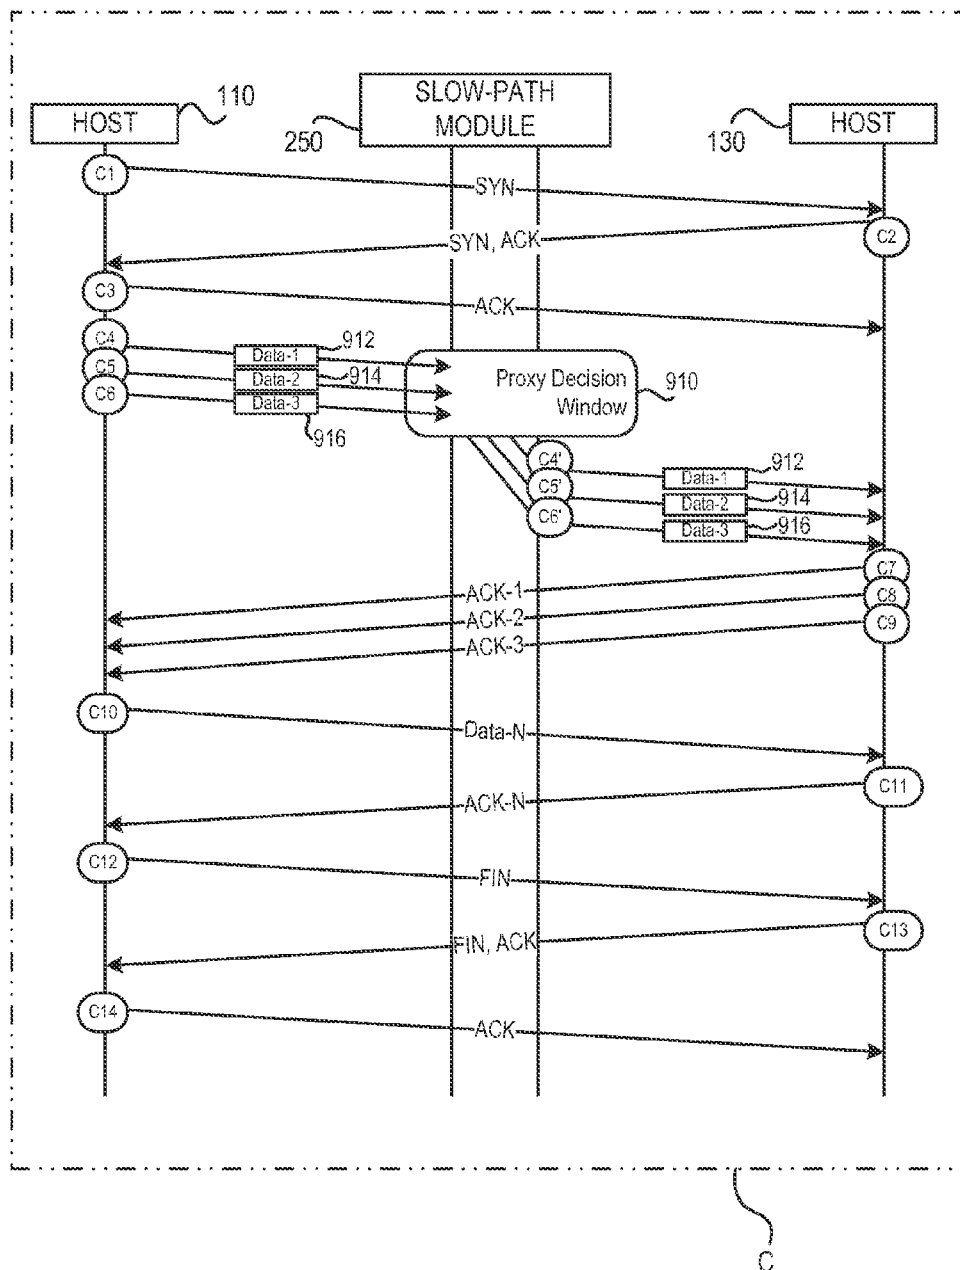 110
SLOW-PATH
MODULE
250
HOST
130
HOST
C1
SYN
C2
SYN, ACK
C3
ACK
C4
912
Data-1
C5
914
Data-2
C6
Data-3
916
Proxy Decision
Window
910
C4'
912
Data-1
C5'
914
Data-2
C6'
916
Data-3
C7
ACK-1
C8
ACK-2
C9
ACK-3
C10
Data-N
C11
ACK-N
C12
FIN
C13
FIN, ACK
C14
ACK
C